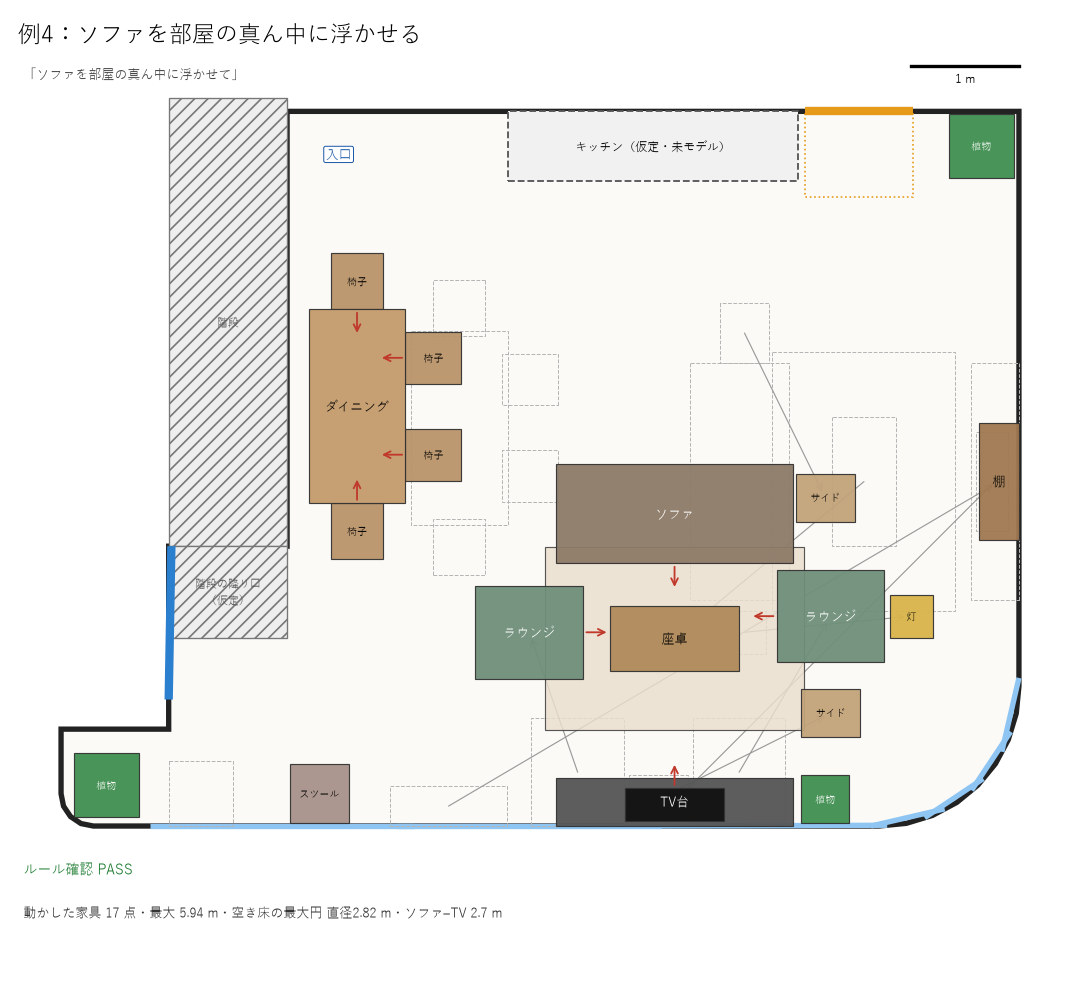 例4：ソファを部屋の真ん中に浮かせる
「ソファを部屋の真ん中に浮かせて」
1 m
入口
キッチン（仮定・未モデル）
植物
椅子
階段
椅子
ダイニング
椅子
椅子
ソファ
サイド
棚
階段の降り口
（仮定）
ラウンジ
座卓
ラウンジ
灯
サイド
植物
スツール
TV台
植物
ルール確認 PASS
動かした家具 17 点・最大 5.94 m・空き床の最大円 直径2.82 m・ソファ–TV 2.7 m